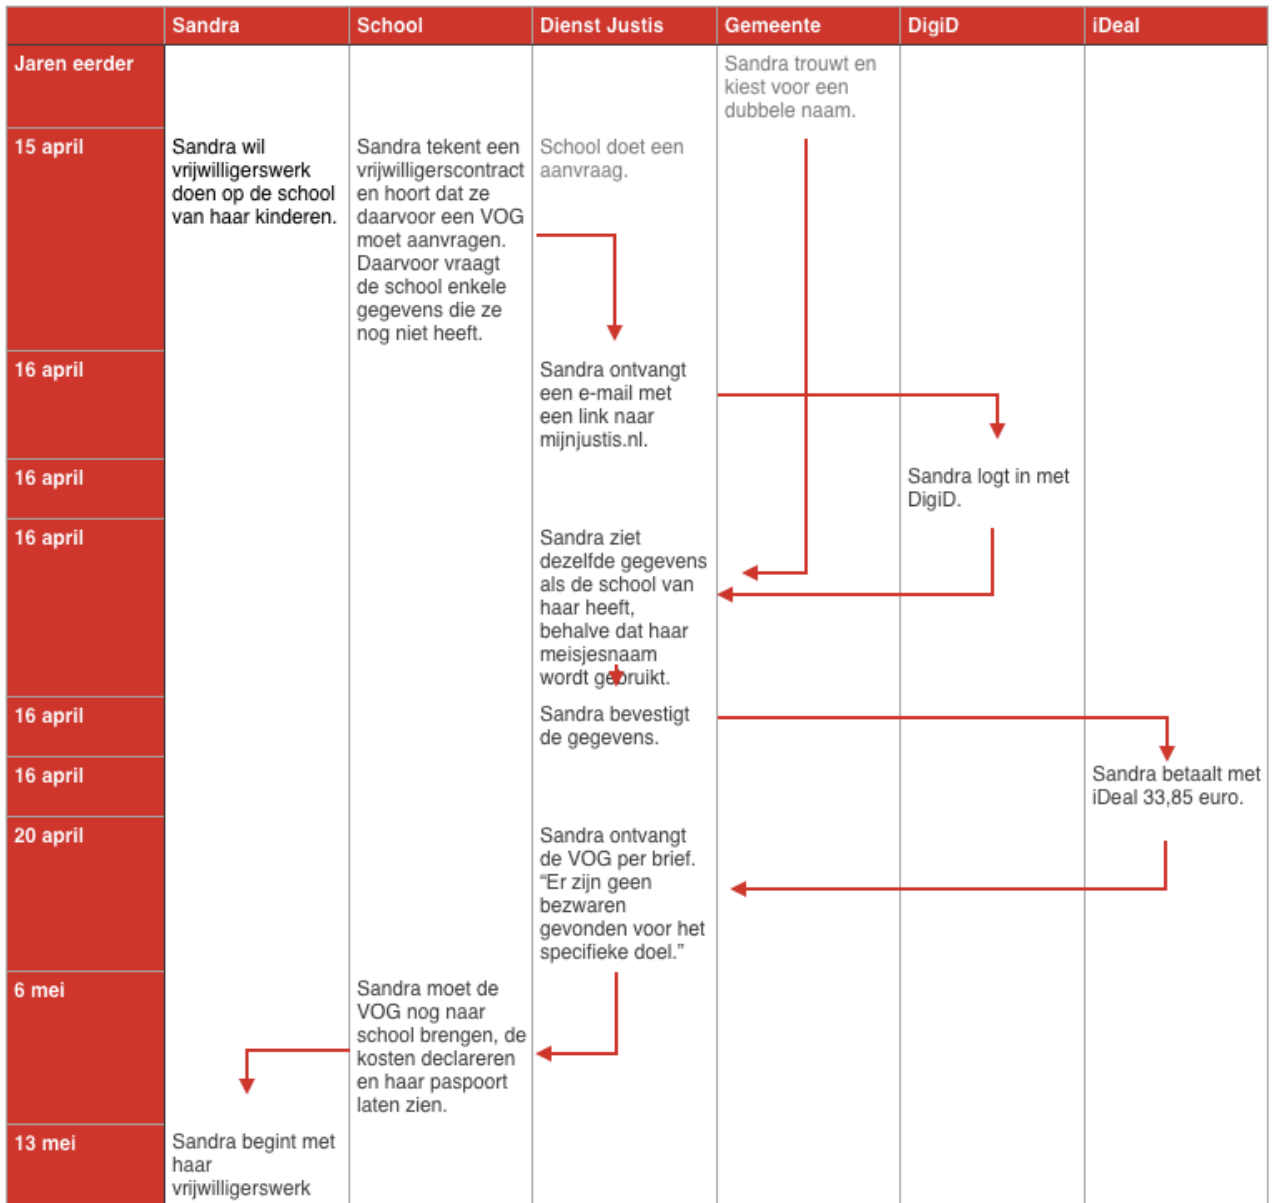 Sandra School Dienst Justis Gemeente DigiD iDeal
Jaren eerder
Sandra trouwt en
kiest voor een
dubbele naam.
15 april
Sandra wil
vrijwilligerswerk
doen op de school
van haar kinderen.
Sandra tekent een
vrijwilligerscontract
en hoort dat ze
daarvoor een VOG
moet aanvragen.
Daarvoor vraagt
de school enkele
gegevens die ze
nog niet heeft.
School doet een
aanvraag.
16 april
Sandra ontvangt
een e-mail met
een link naar
mijnjustis.nl.
16 april
Sandra logt in met
DigiD.
16 april
Sandra ziet
dezelfde gegevens
als de school van
haar heeft,
behalve dat haar
meisjesnaam
wordt gebruikt.
16 april
Sandra bevestigt
de gegevens.
16 april
Sandra betaalt met
iDeal 33,85 euro.
20 april
Sandra ontvangt
de VOG per brief.
“Er zijn geen
bezwaren
gevonden voor het
specifieke doel.”
6 mei
Sandra moet de
VOG nog naar
school brengen, de
kosten declareren
en haar paspoort
laten zien.
13 mei
Sandra begint met
haar
vrijwilligerswerk